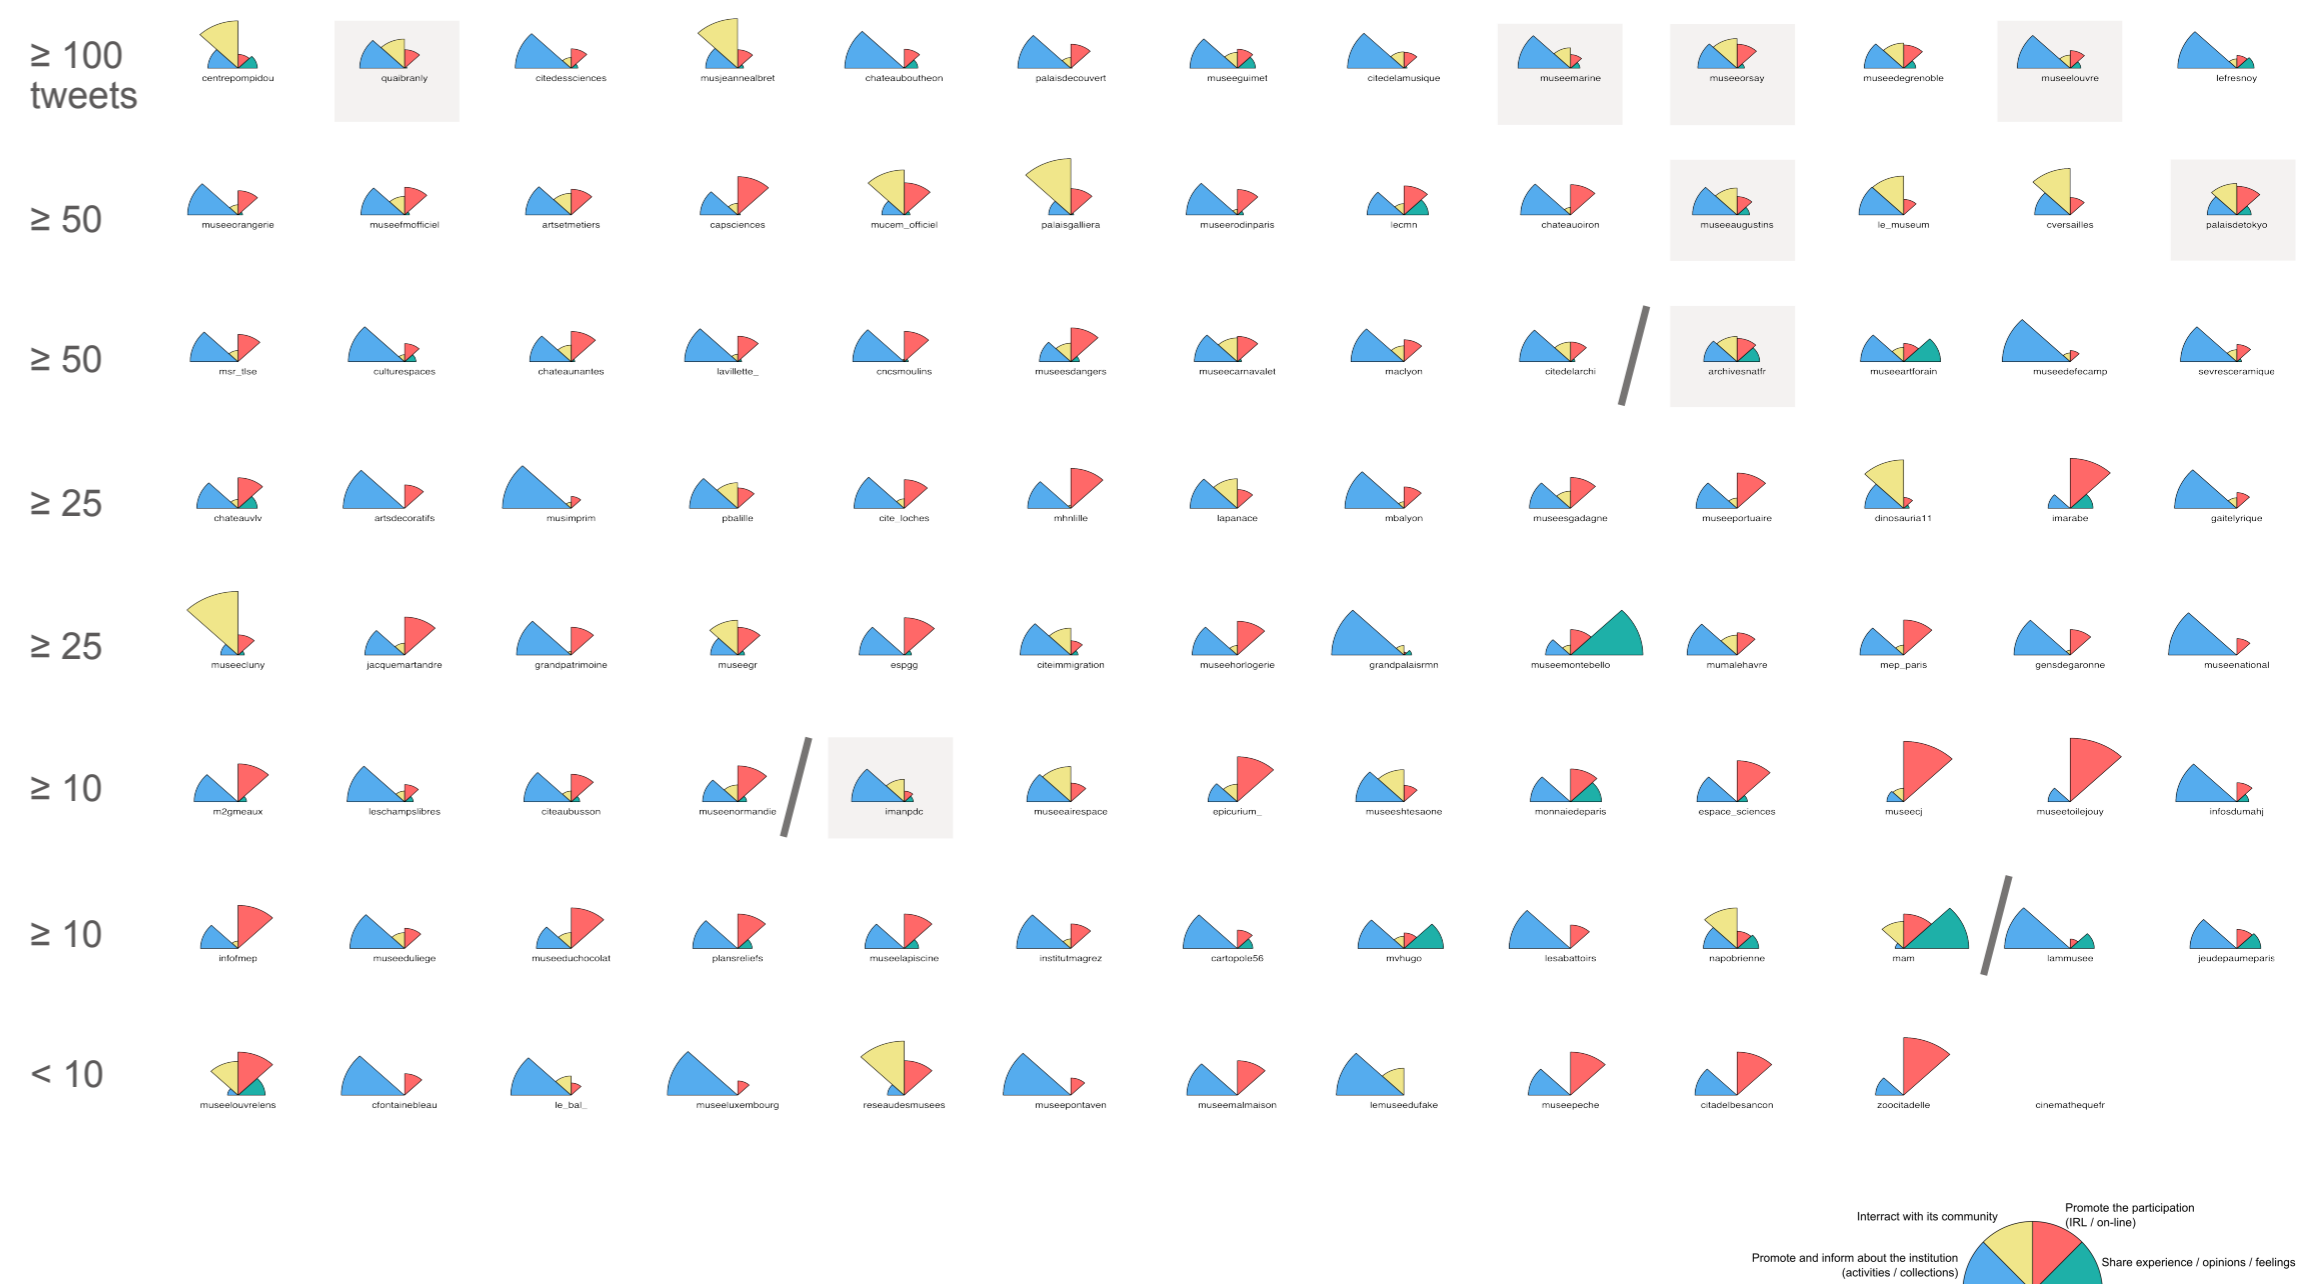 ≥ 100
tweets
centrepompidou quaibranly citedessciences musjeannealbret chateauboutheon palaisdecouvert museeguimet citedelamusique museemarine museeorsay museedegrenoble museelouvre lefresnoy
≥ 50
museeorangerie museefmofficiel artsetmetiers capsciences mucem_officiel palaisgalliera museerodinparis lecmn chateauoiron museeaugustins le_museum cversailles palaisdetokyo
≥ 50
msr_tlse culturespaces chateaunantes lavillette_ cncsmoulins museesdangers museecarnavalet maclyon citedelarchi archivesnatfr museeartforain museedefecamp sevresceramique
≥ 25
chateauvlv artsdecoratifs musimprim pbalille cite_loches mhnlille lapanace mbalyon museesgadagne museeportuaire dinosauria11 imarabe gaitelyrique
≥ 25
museecluny jacquemartandre grandpatrimoine museegr espgg citeimmigration museehorlogerie grandpalaisrmn museemontebello mumalehavre mep_paris gensdegaronne museenational
≥ 10
m2gmeaux leschampslibres citeaubusson museenormandie imanpdc museeairespace epicurium_ museeshtesaone monnaiedeparis espace_sciences museecj museetoilejouy infosdumahj
≥ 10
infofmep museeduliege museeduchocolat plansreliefs museelapiscine institutmagrez cartopole56 mvhugo lesabattoirs napobrienne mam lammusee jeudepaumeparis
< 10
museelouvrelens cfontainebleau le_bal_ museeluxembourg reseaudesmusees museepontaven museemalmaison lemuseedufake museepeche citadelbesancon zoocitadelle cinemathequefr
Interract with its community
Promote the participation
(IRL / on-line)
Promote and inform about the institution
(activities / collections)
Share experience / opinions / feelings